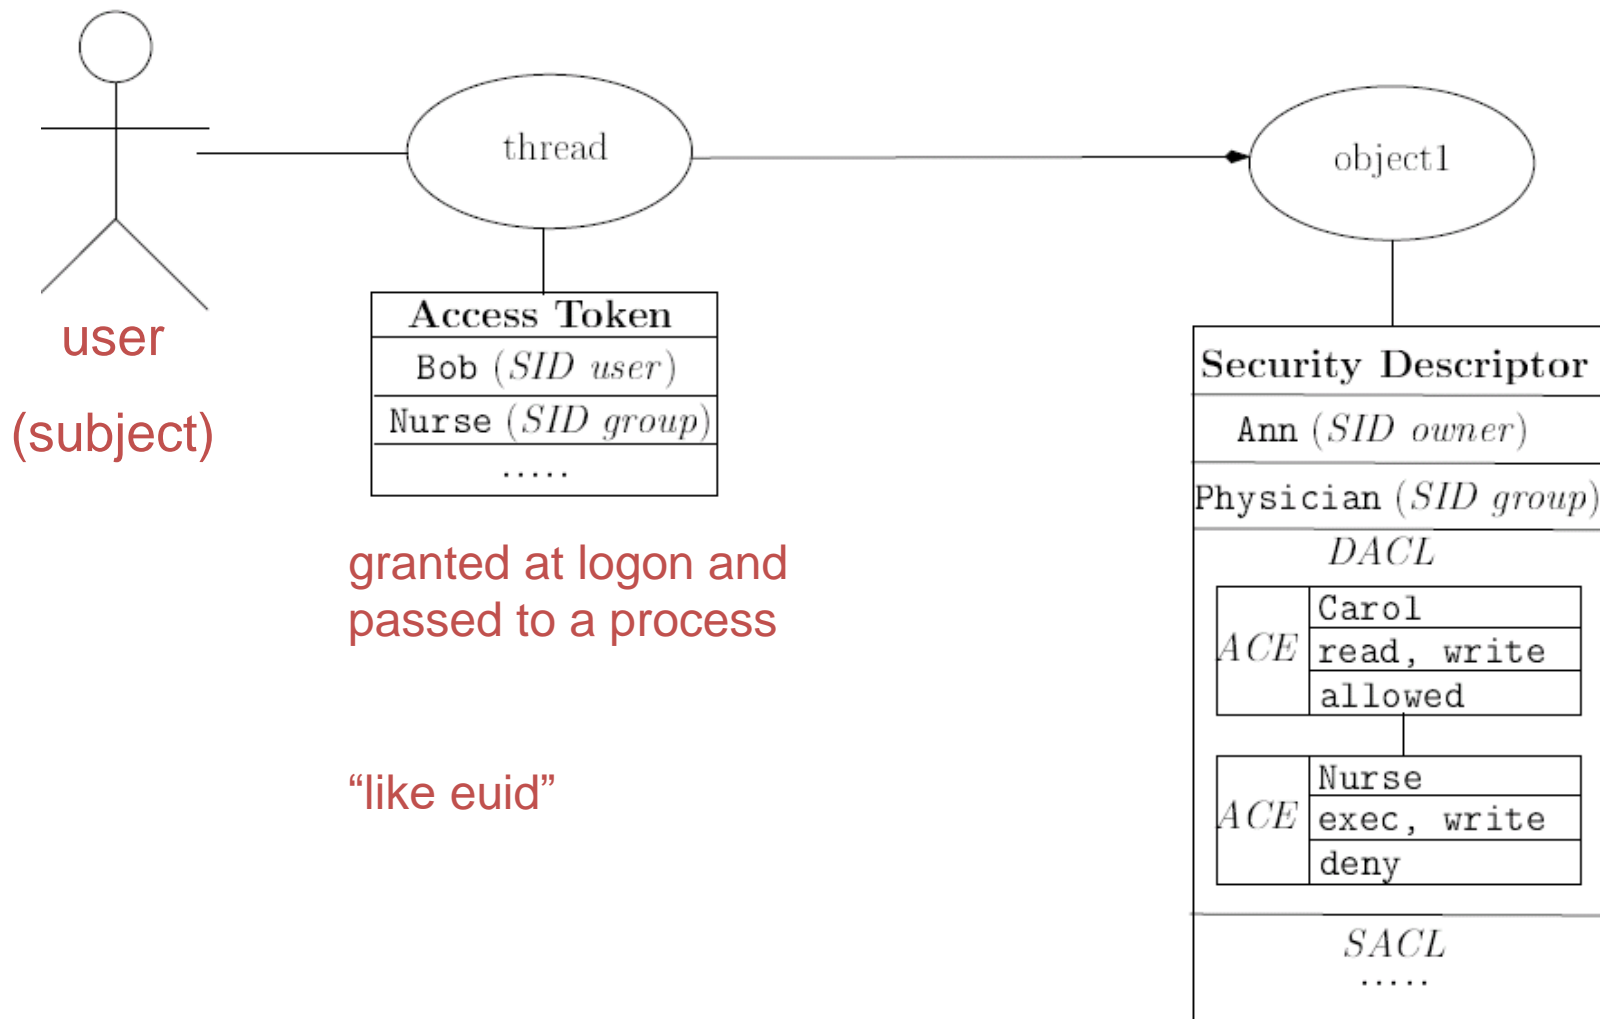 thread
object1
user
(subject)
Access Token
Bob (SID user)
Nurse (SID group)
.....
granted at logon and
passed to a process
“like euid”
Security Descriptor
Ann (SID owner)
Physician (SID group)
DACL
ACE
Carol
read, write
allowed
ACE
Nurse
exec, write
deny
SACL
.....